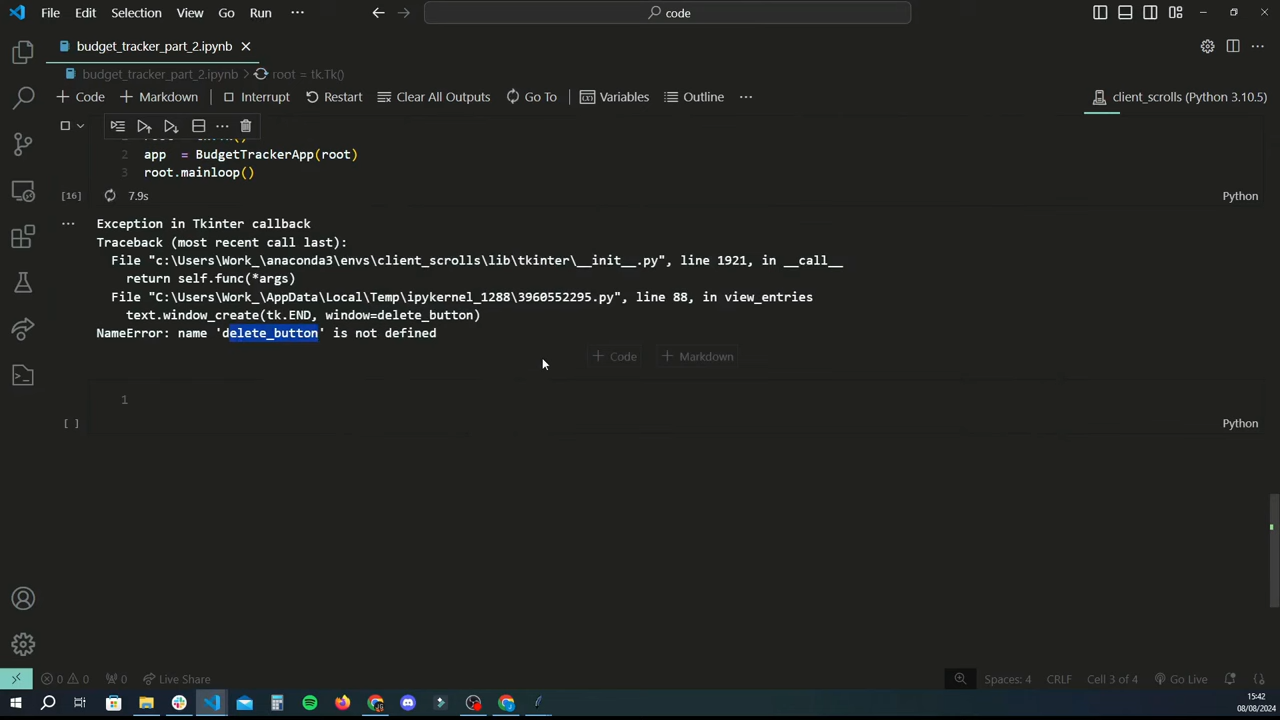 File Edit Selection View Go Run ··· code
budget_tracker_part_2.ipynb
budget_tracker_part_2.ipynb > root = tk.Tk()
+ Code + Markdown Interrupt Restart Clear All Outputs Go To Variables Outline ··· client_scrolls (Python 3.10.5)
2 app = BudgetTrackerApp(root)
3 root.mainloop()
[16] 7.9s Python
Exception in Tkinter callback
Traceback (most recent call last):
File "c:\Users\Work_\anaconda3\envs\client_scrolls\lib\tkinter\__init__.py", line 1921, in __call__
return self.func(*args)
File "C:\Users\Work_\AppData\Local\Temp\ipykernel_1288\3960552295.py", line 88, in view_entries
text.window_create(tk.END, window=delete_button)
NameError: name 'delete_button' is not defined
+ Code + Markdown
1
[ ] Python
0 0 0 Live Share Spaces: 4 CRLF Cell 3 of 4 Go Live
15:42
08/08/2024